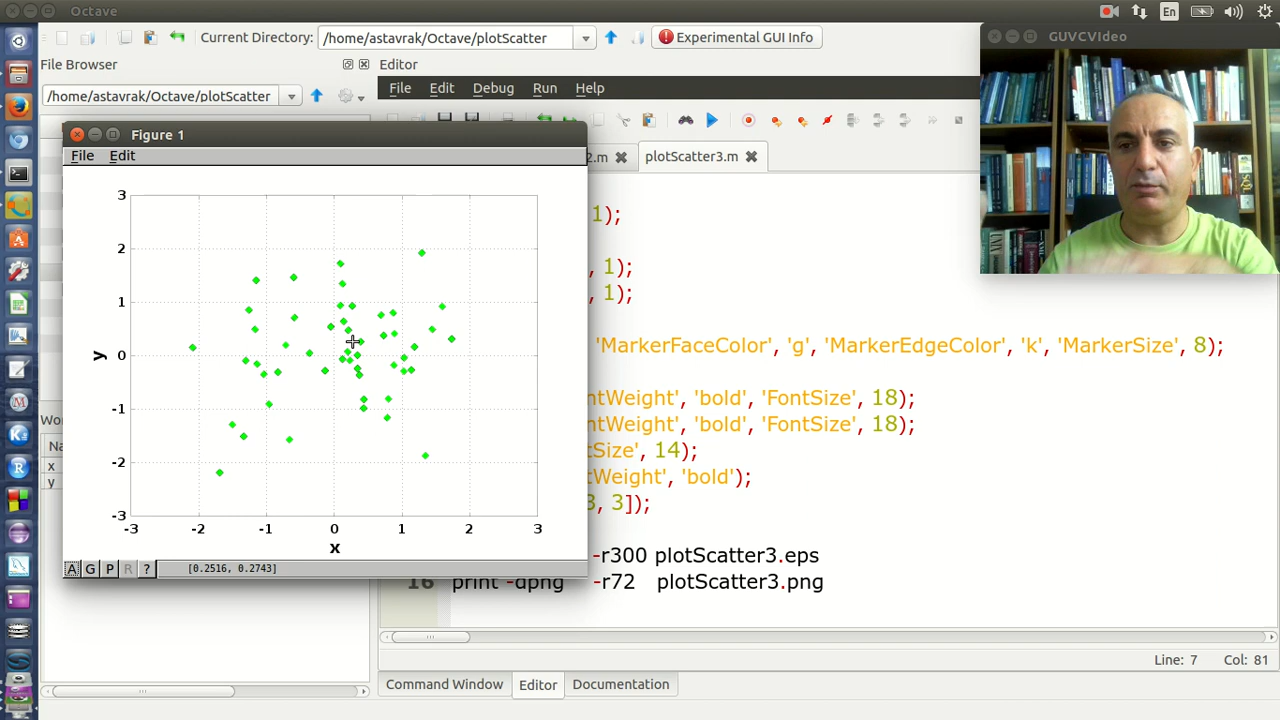 Octave
En
Current Directory: /home/astavrak/Octave/plotScatter
Experimental GUI Info
GUVCVIdeo
File Browser
Editor
/home/astavrak/Octave/plotScatter
File Edit Debug Run Help
Figure 1
2.m plotScatter3.m
File Edit
3
2
1
0
-1
-2
-3
y
-3 -2 -1 0 1 2 3
x
A G P R ? [0.2516, 0.2743]
1);
, 1);
, 1);
'MarkerFaceColor', 'g', 'MarkerEdgeColor', 'k', 'MarkerSize', 8);
ntWeight', 'bold', 'FontSize', 18);
ntWeight', 'bold', 'FontSize', 18);
tSize', 14);
tWeight', 'bold');
3, 3]);
-r300 plotScatter3.eps
16 print -dpng -r72 plotScatter3.png
Wo
Na
x
y
Line: 7 Col: 81
Command Window Editor Documentation